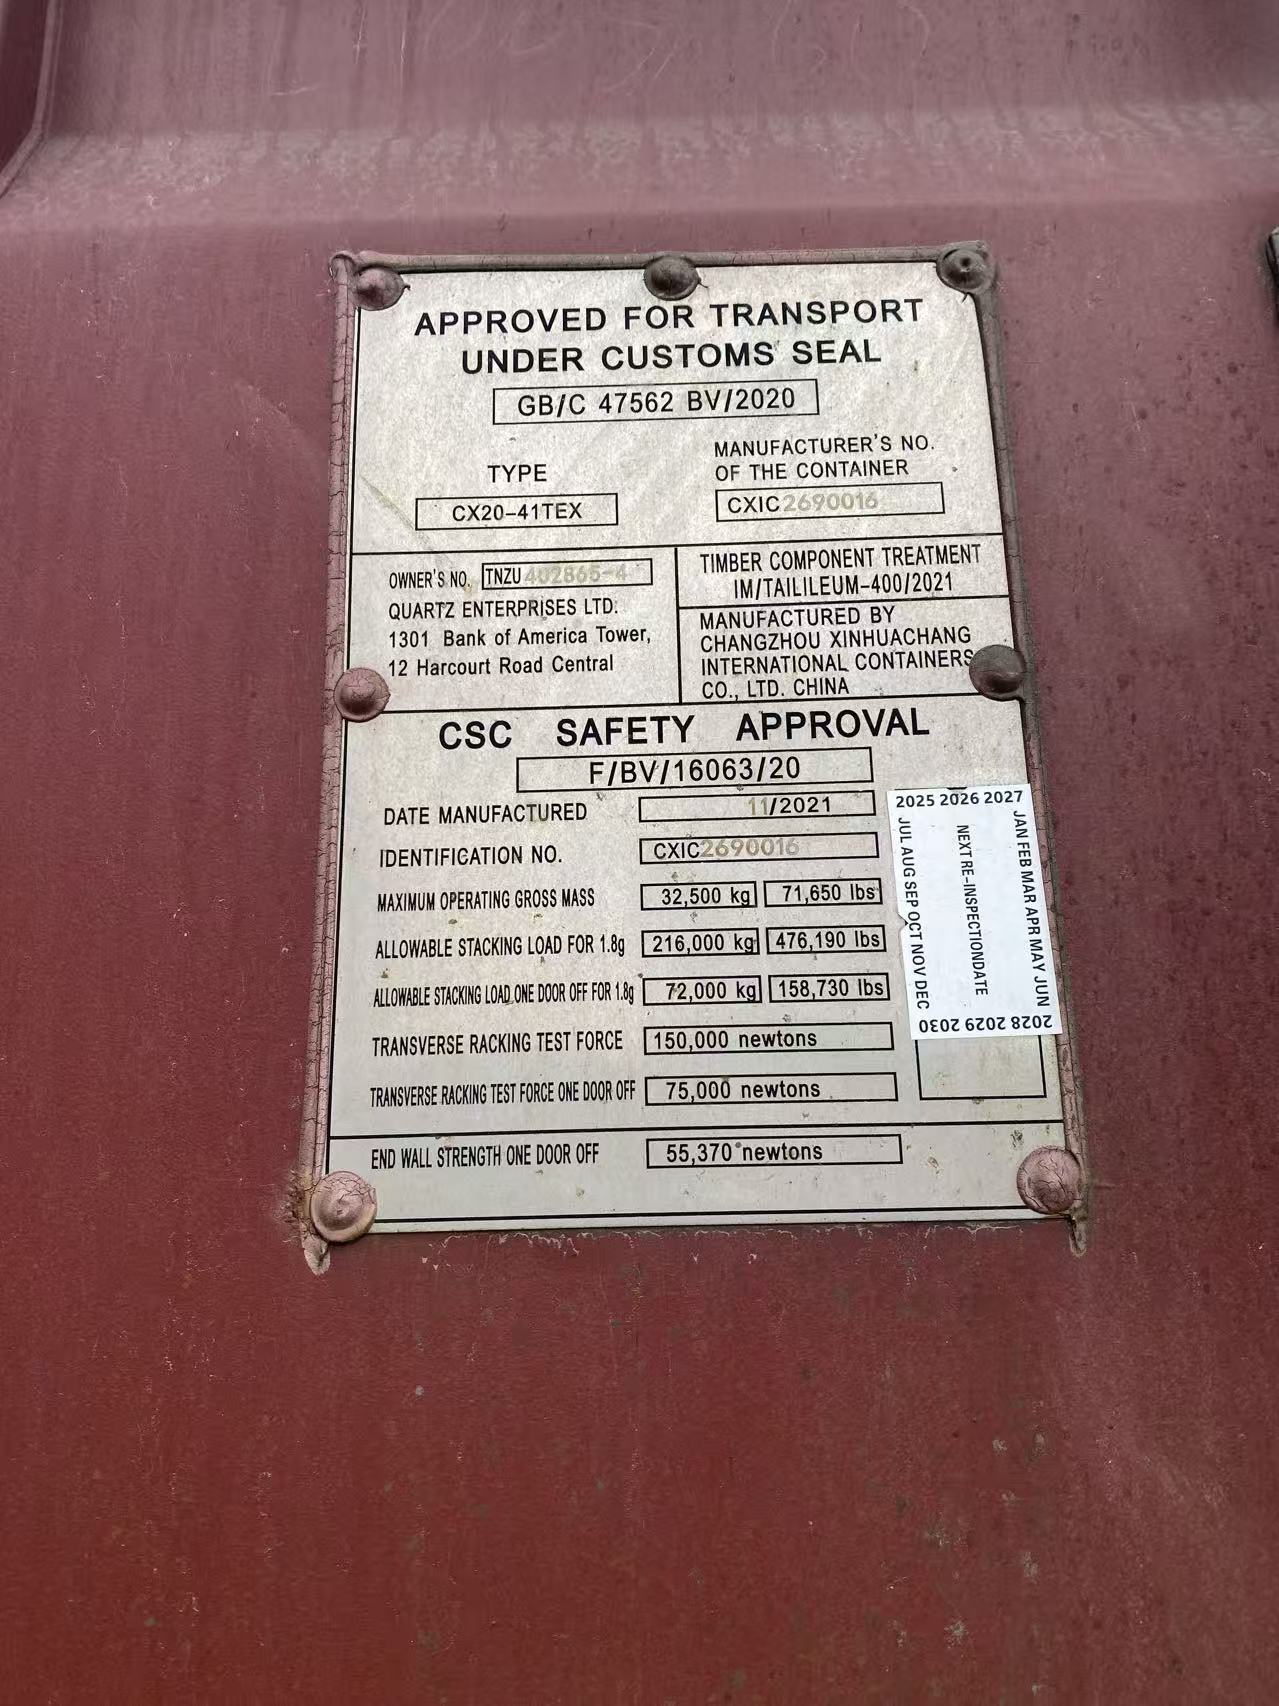 APPROVED FOR TRANSPORT
UNDER CUSTOMS SEAL
GB/C 47562 BV/2020
TYPE
CX20-41TEX
MANUFACTURER'S NO.
OF THE CONTAINER
CXIC2690016
OWNER'S NO. TNZU402865-4
QUARTZ ENTERPRISES LTD.
1301 Bank of America Tower,
12 Harcourt Road Central
TIMBER COMPONENT TREATMENT
IM/TAILILEUM-400/2021
MANUFACTURED BY
CHANGZHOU XINHUACHANG
INTERNATIONAL CONTAINERS
CO., LTD. CHINA
CSC SAFETY APPROVAL
F/BV/16063/20
DATE MANUFACTURED 11/2021
IDENTIFICATION NO. CXIC2690016
MAXIMUM OPERATING GROSS MASS 32,500 kg 71,650 lbs
ALLOWABLE STACKING LOAD FOR 1.8g 216,000 kg 476,190 lbs
ALLOWABLE STACKING LOAD ONE DOOR OFF FOR 1.8g 72,000 kg 158,730 lbs
TRANSVERSE RACKING TEST FORCE 150,000 newtons
TRANSVERSE RACKING TEST FORCE ONE DOOR OFF 75,000 newtons
END WALL STRENGTH ONE DOOR OFF 55,370 newtons
2025 2026 2027
JAN FEB MAR APR MAY JUN
NEXT RE-INSPECTIONDATE
JUL AUG SEP OCT NOV DEC
2028 2029 2030